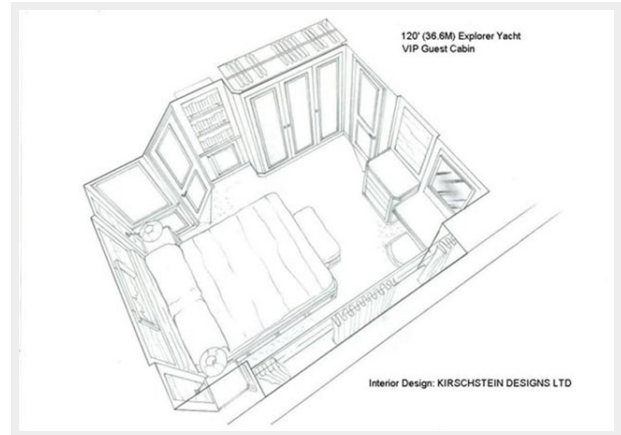 120' (36.6M) Explorer Yacht
VIP Guest Cabin
Interior Design: KIRSCHSTEIN DESIGNS LTD